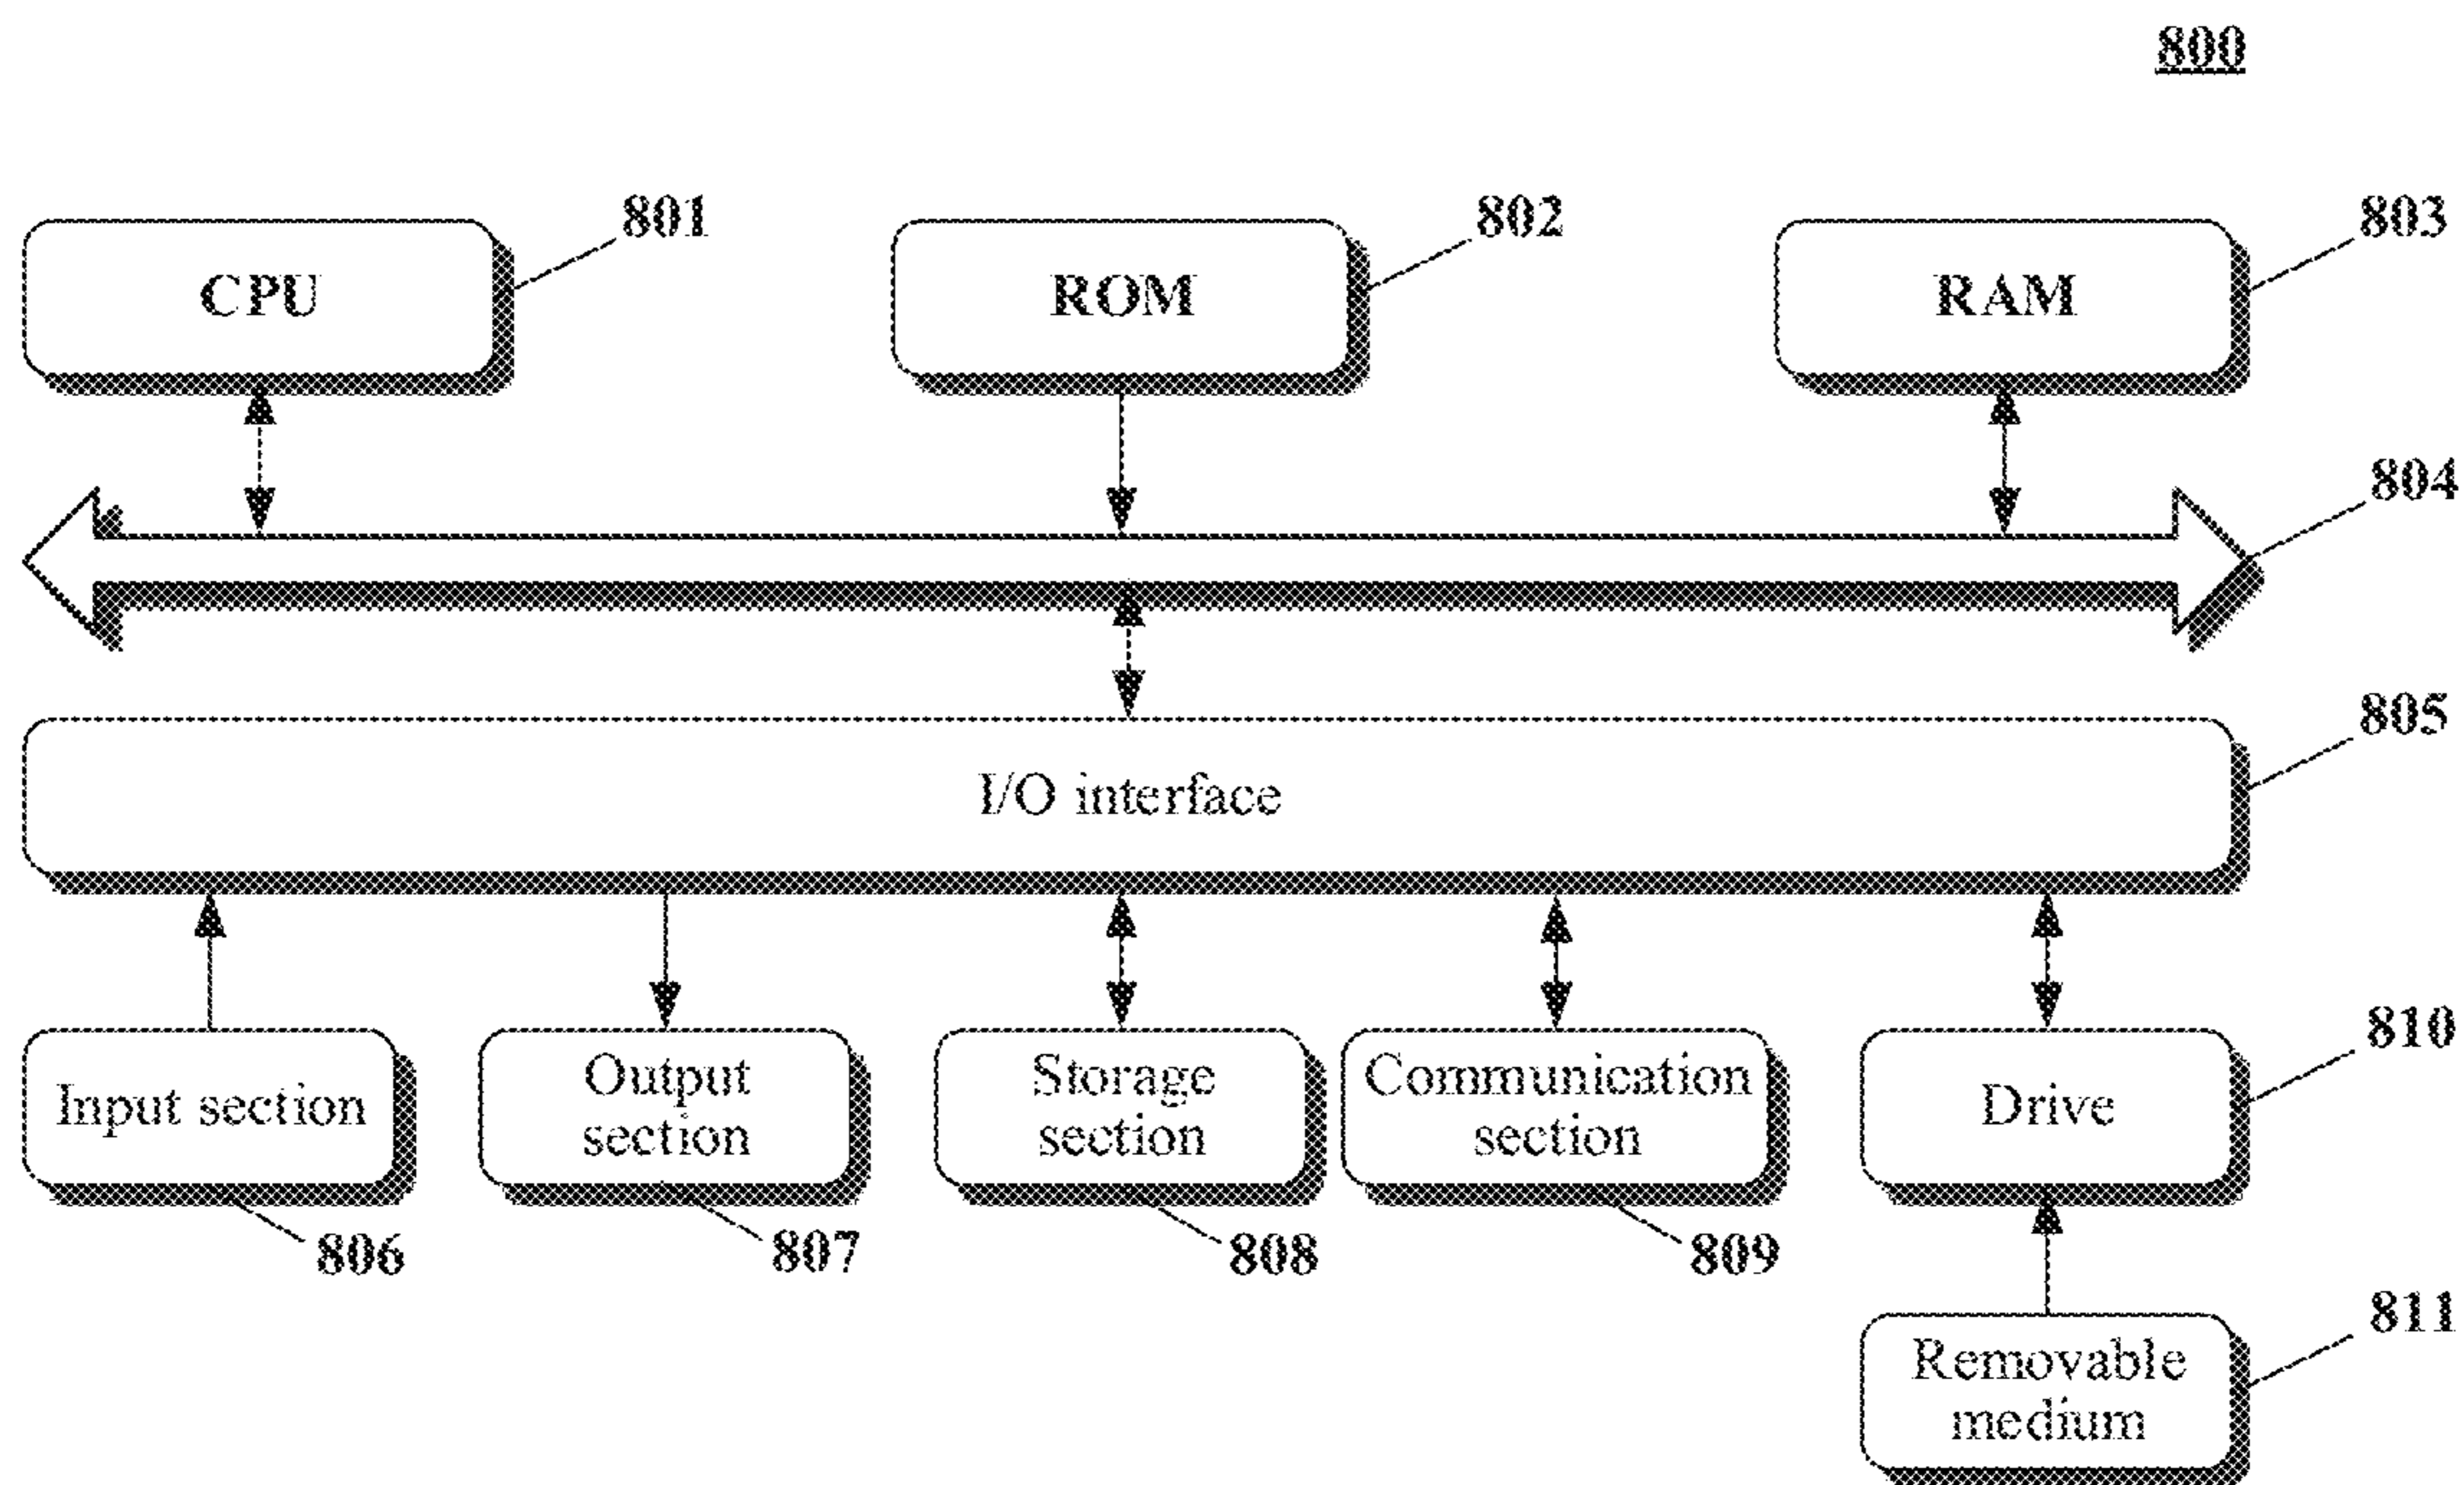 800
801
802
803
CPU
ROM
RAM
804
805
I/O interface
810
Input section
Output
section
Storage
section
Communication
section
Drive
806
807
808
809
811
Removable
medium